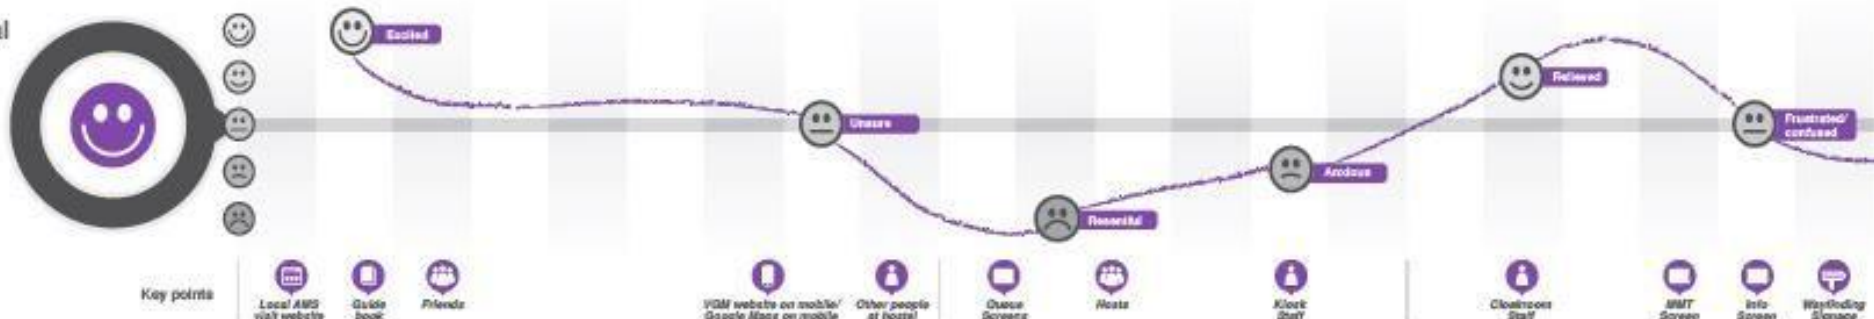 al
Excited
Unsure
Resentful
Anxious
Relieved
Frustrated/
confused
Key points
Local AMS
visit website
Guide
book
Friends
VGM website on mobile/
Google Maps on mobile
Other people
at hostel
Queue
Screens
Hosts
Kiosk
Staff
Cloakroom
Staff
MMT
Screen
Info
Screen
Wayfinding
Signage